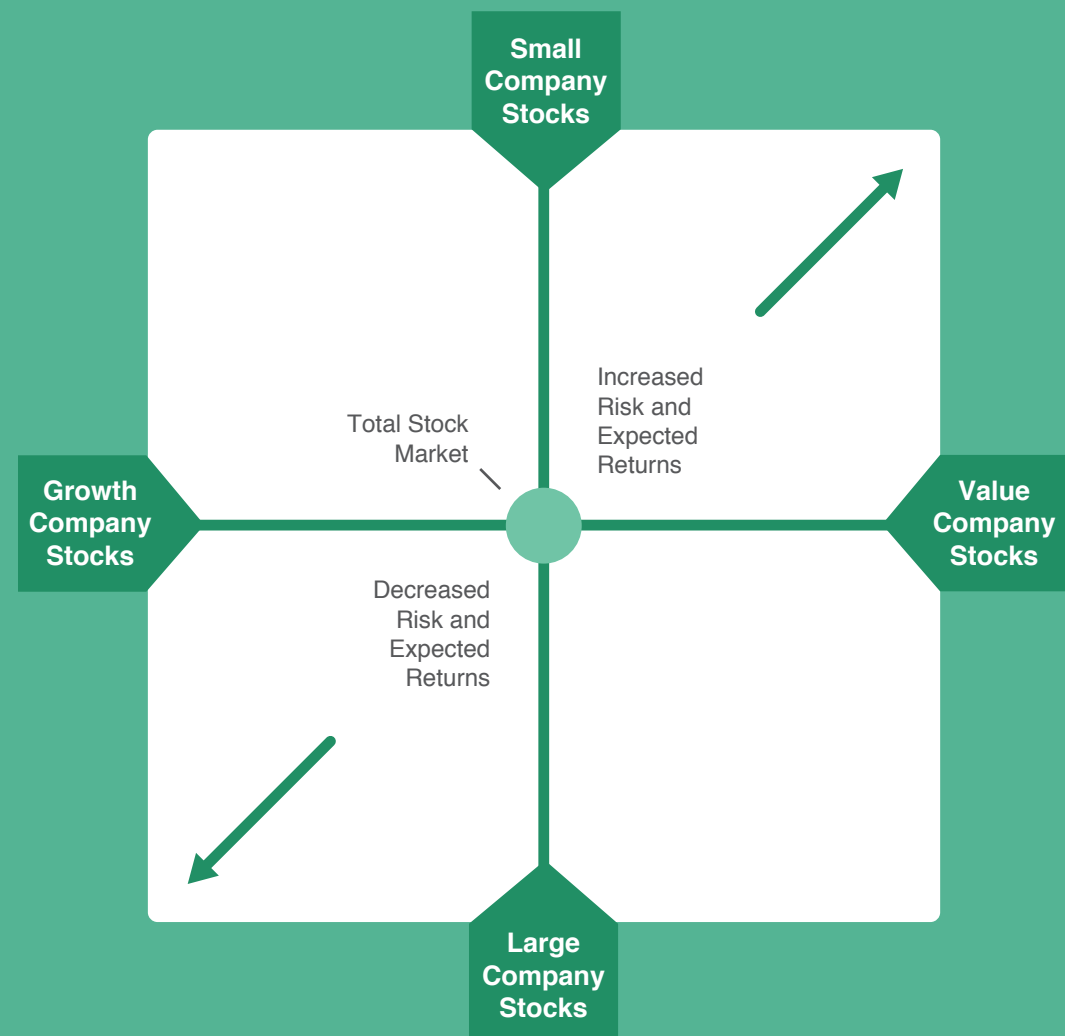 Small
Company
Stocks
Increased
Risk and
Expected
Returns
Total Stock
Market
Growth
Company
Stocks
Value
Company
Stocks
Decreased
Risk and
Expected
Returns
Large
Company
Stocks